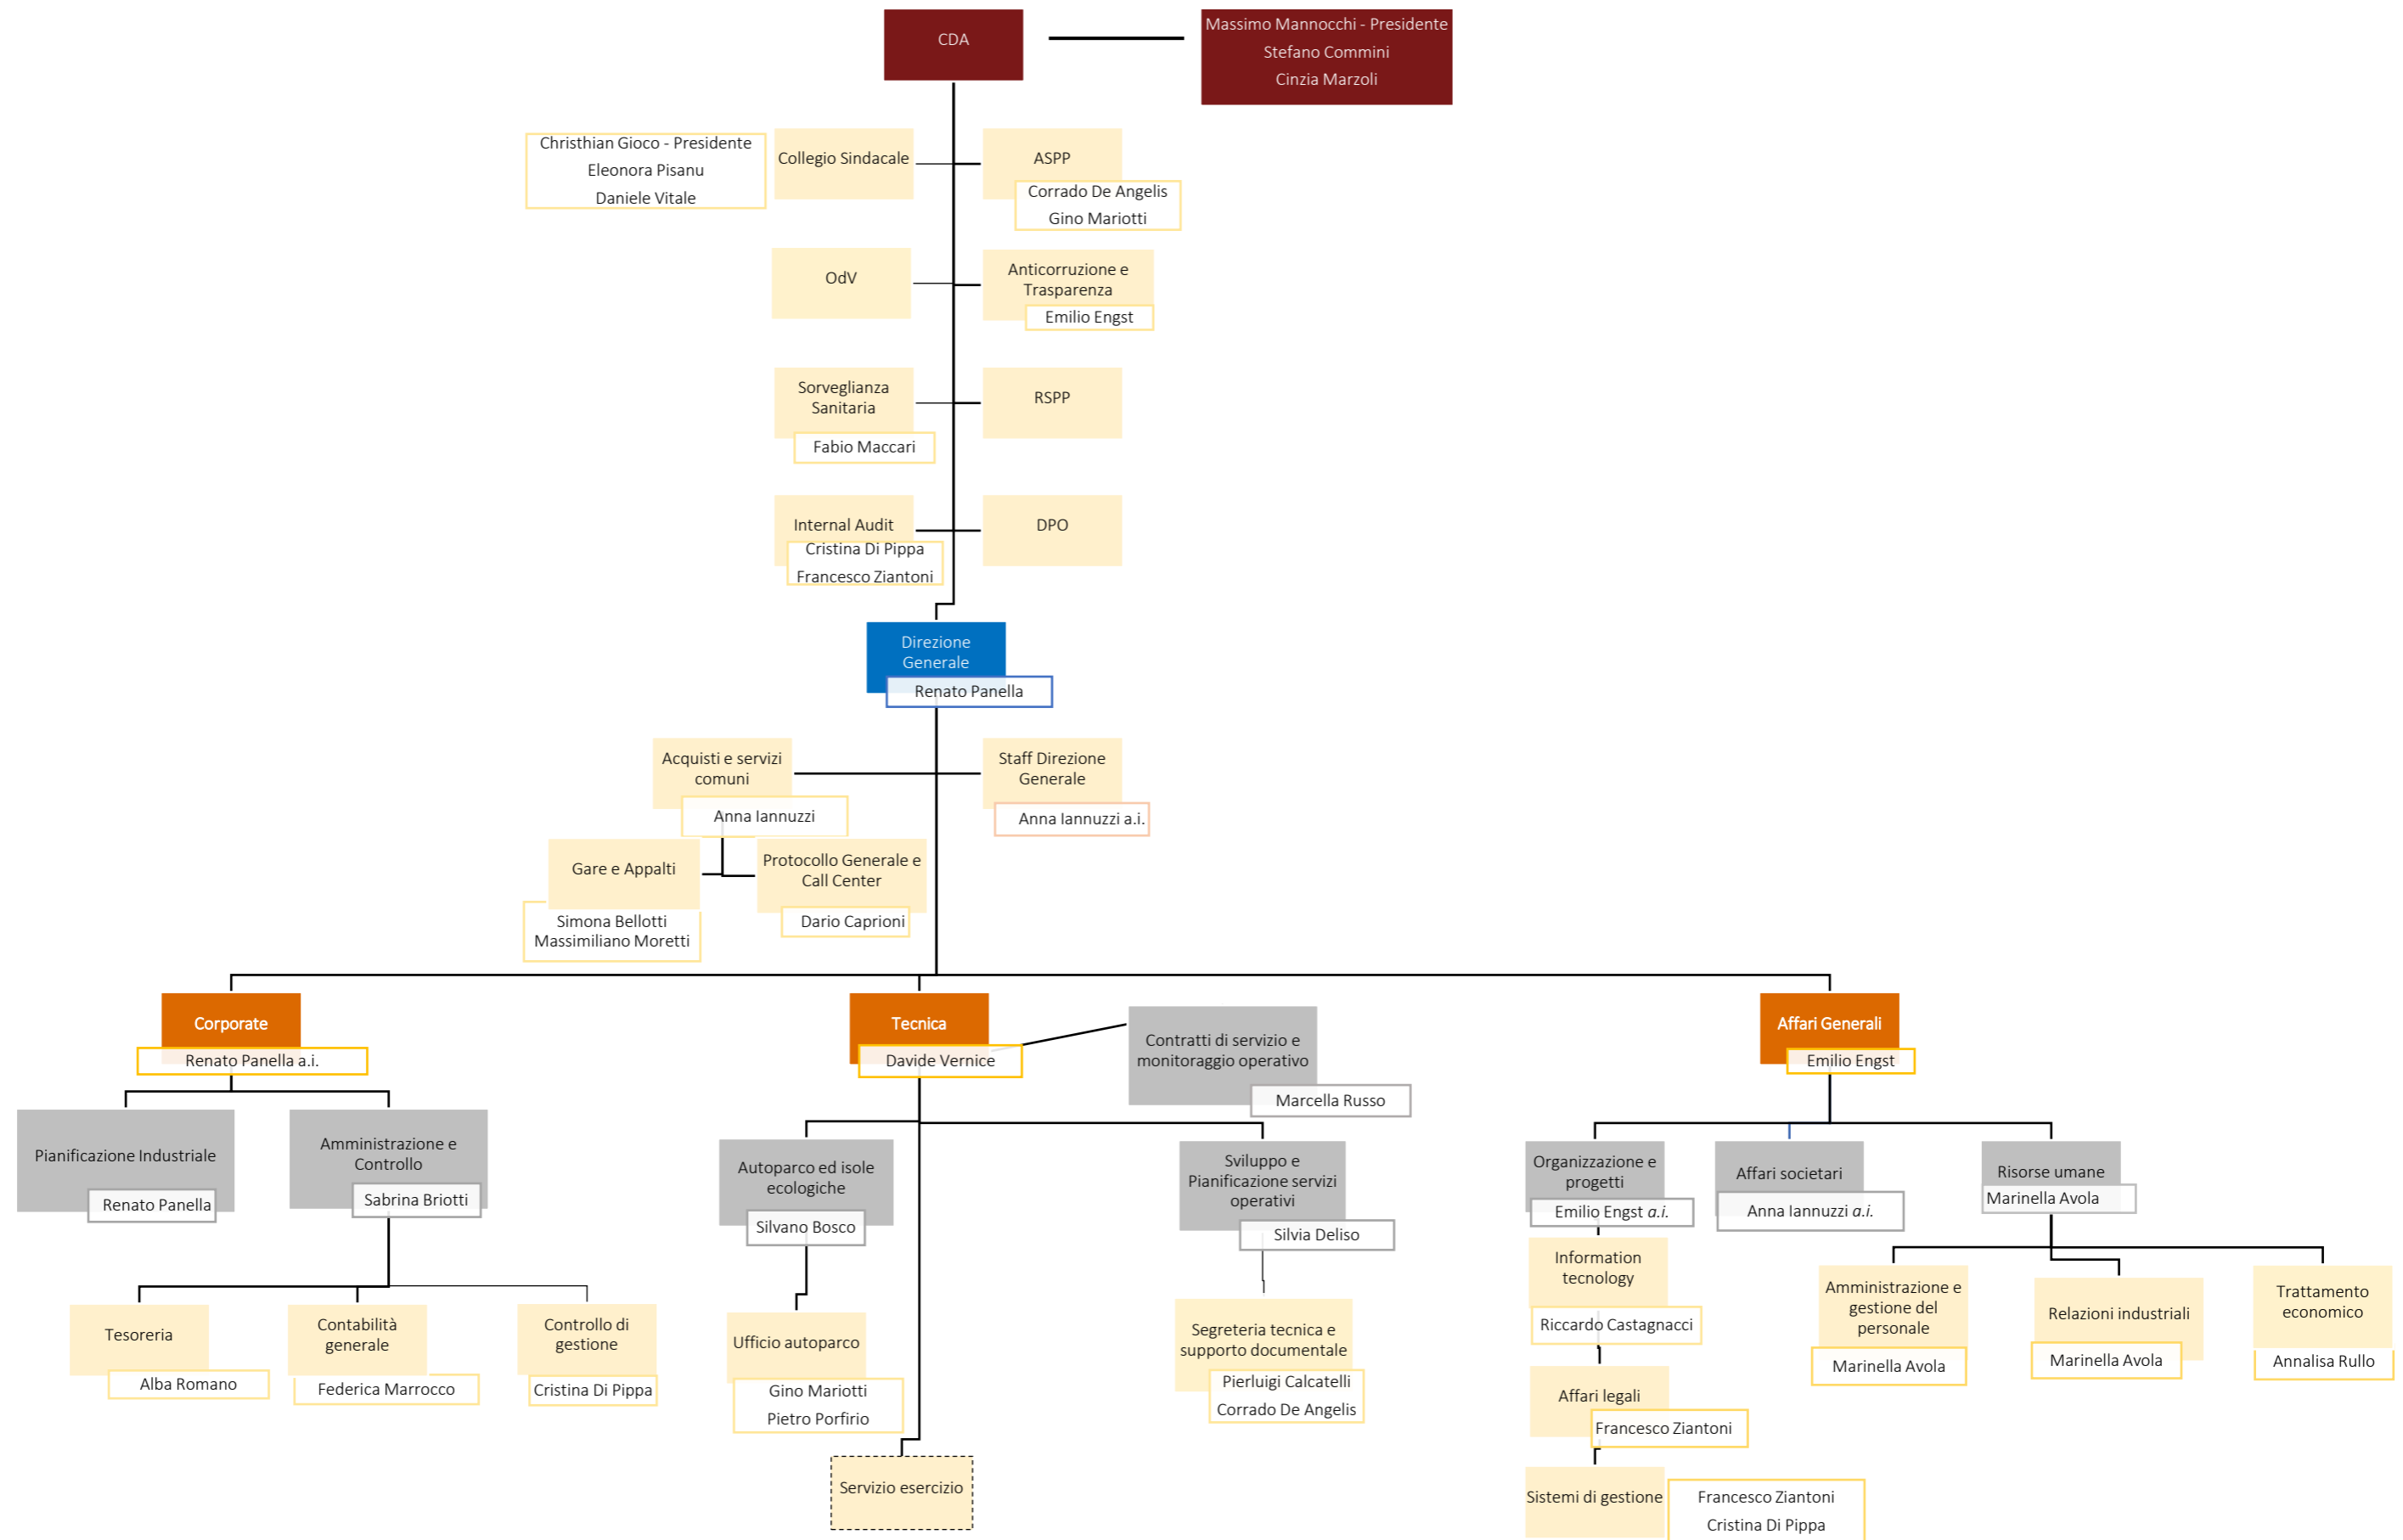 CDA
Massimo Mannocchi - Presidente
Stefano Commini
Cinzia Marzoli
Christhian Gioco - Presidente
Eleonora Pisanu
Daniele Vitale
Collegio Sindacale
ASPP
Corrado De Angelis
Gino Mariotti
OdV
Anticorruzione e
Trasparenza
Emilio Engst
Sorveglianza
Sanitaria
Fabio Maccari
RSPP
Internal Audit
Cristina Di Pippa
Francesco Ziantoni
DPO
Direzione
Generale
Renato Panella
Acquisti e servizi
comuni
Anna Iannuzzi
Staff Direzione
Generale
Anna Iannuzzi a.i.
Gare e Appalti
Simona Bellotti
Massimiliano Moretti
Protocollo Generale e
Call Center
Dario Caprioni
Corporate
Renato Panella a.i.
Tecnica
Davide Vernice
Contratti di servizio e
monitoraggio operativo
Marcella Russo
Affari Generali
Emilio Engst
Pianificazione Industriale
Renato Panella
Amministrazione e
Controllo
Sabrina Briotti
Autoparco ed isole
ecologiche
Silvano Bosco
Sviluppo e
Pianificazione servizi
operativi
Silvia Deliso
Organizzazione e
progetti
Emilio Engst a.i.
Affari societari
Anna Iannuzzi a.i.
Risorse umane
Marinella Avola
Tesoreria
Alba Romano
Contabilità
generale
Federica Marrocco
Controllo di
gestione
Cristina Di Pippa
Ufficio autoparco
Gino Mariotti
Pietro Porfirio
Segreteria tecnica e
supporto documentale
Pierluigi Calcatelli
Corrado De Angelis
Information
tecnology
Riccardo Castagnacci
Amministrazione e
gestione del
personale
Marinella Avola
Relazioni industriali
Marinella Avola
Trattamento
economico
Annalisa Rullo
Affari legali
Francesco Ziantoni
Servizio esercizio
Sistemi di gestione
Francesco Ziantoni
Cristina Di Pippa